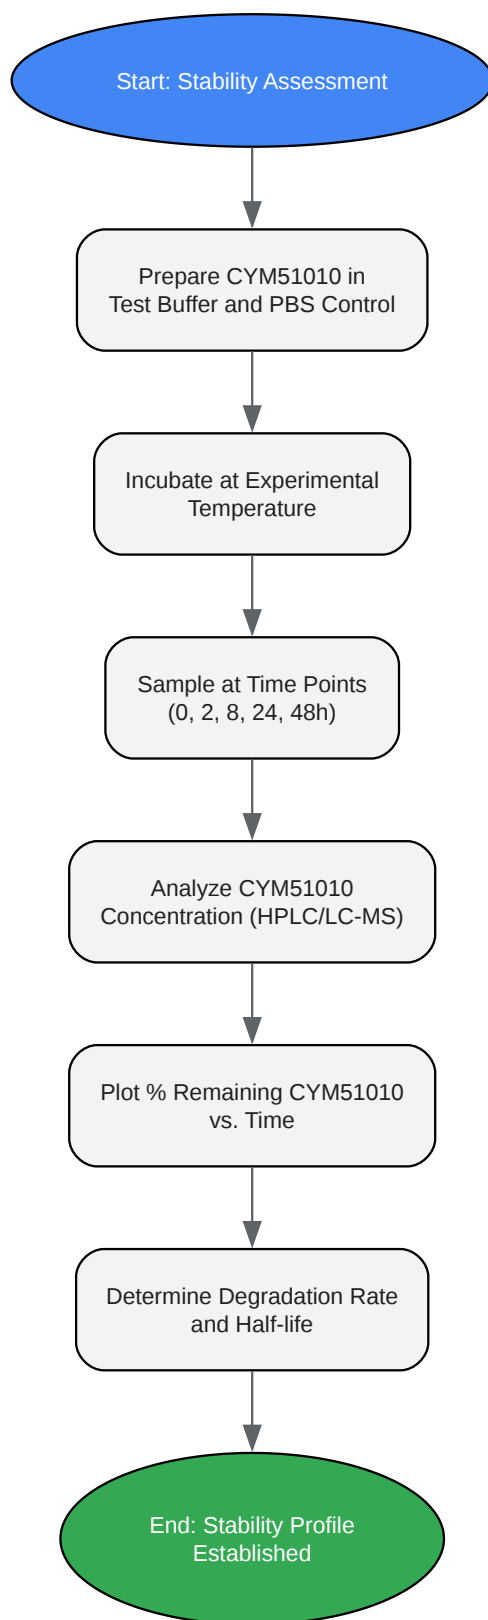 Start: Stability Assessment
Prepare CYM51010 in
Test Buffer and PBS Control
Incubate at Experimental
Temperature
Sample at Time Points
(0, 2, 8, 24, 48h)
Analyze CYM51010
Concentration (HPLC/LC-MS)
Plot % Remaining CYM51010
vs. Time
Determine Degradation Rate
and Half-life
End: Stability Profile
Established